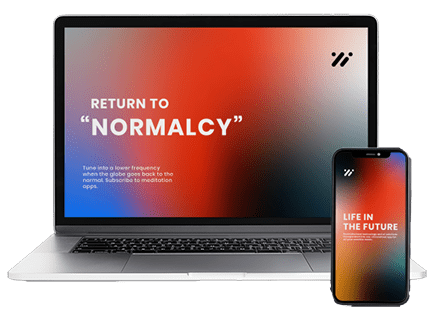 RETURN TO
“NORMALCY”
Tune into a lower frequency
when the globe goes back to the
normal. Subscribe to meditation
apps.
LIFE IN
THE FUTURE